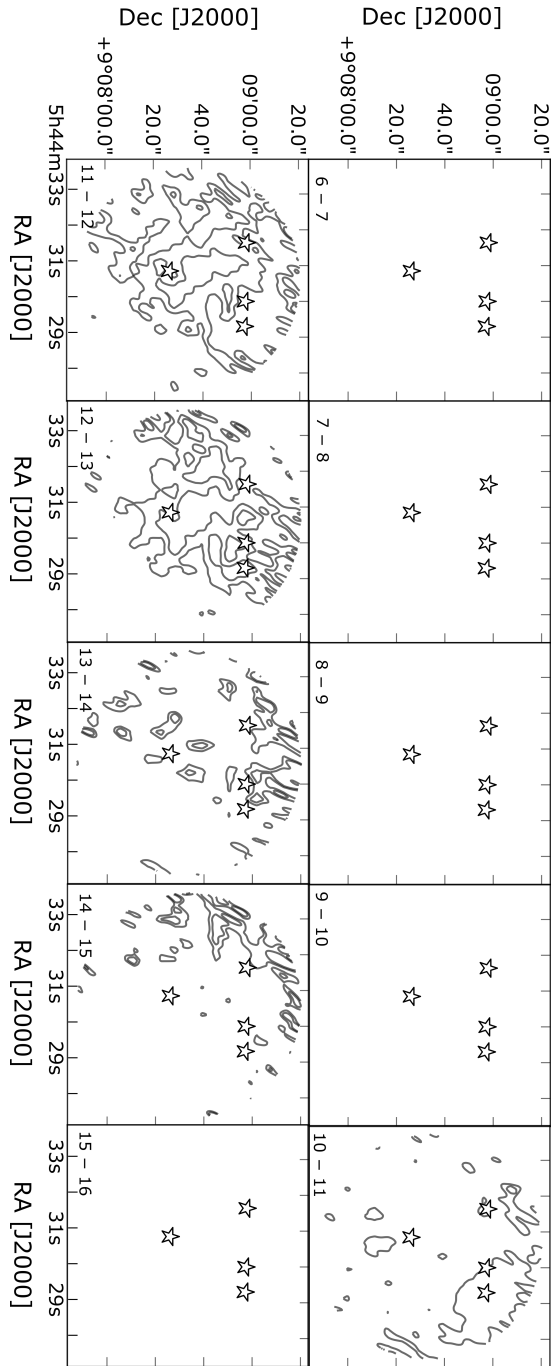 Dec [J2000]
20.0"
09'00.0"
40.0"
20.0"
+9°08'00.0"
6 – 7
7 – 8
8 – 9
9 – 10
10 – 11
Dec [J2000]
20.0"
09'00.0"
40.0"
20.0"
+9°08'00.0"
11 – 12
12 – 13
13 – 14
14 – 15
15 – 16
5h44m33s 31s 29s 33s 31s 29s 33s 31s 29s 33s 31s 29s 33s 31s 29s
RA [J2000] RA [J2000] RA [J2000] RA [J2000] RA [J2000]